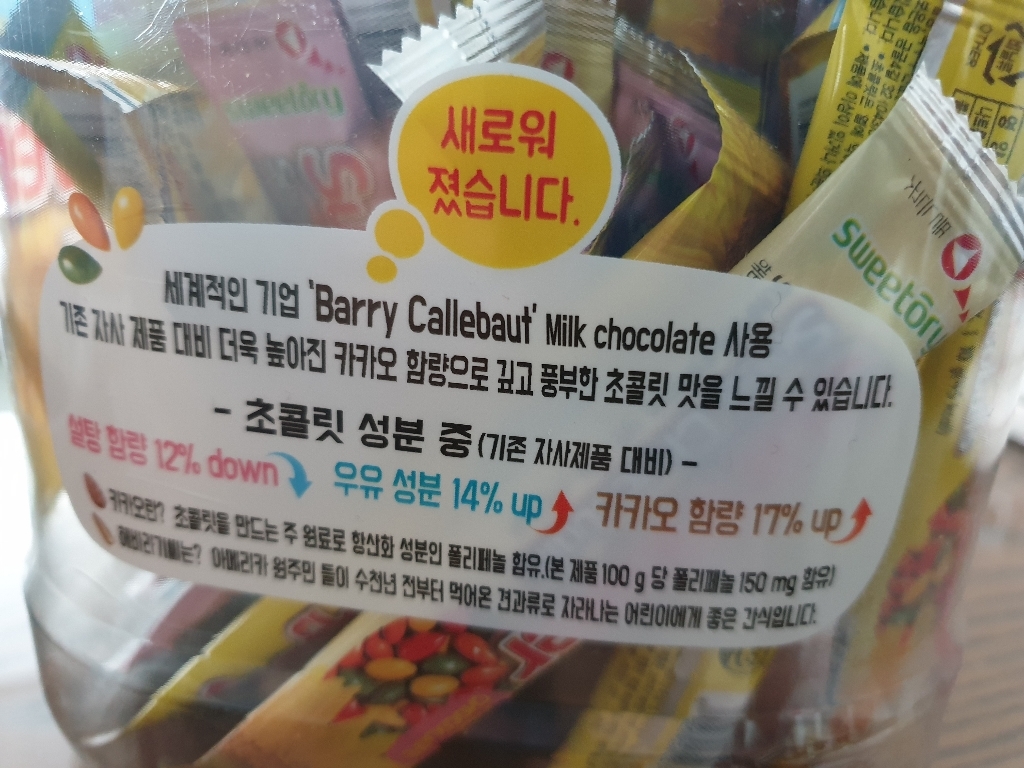 새로워
졌습니다.
세계적인 기업 'Barry Callebaut' Milk chocolate 사용
기존 자사 제품 대비 더욱 높아진 카카오 함량으로 깊고 풍부한 초콜릿 맛을 느낄 수 있습니다.
- 초콜릿 성분 중 (기존 자사제품 대비) -
설탕 함량 12% down 우유 성분 14% up 카카오 함량 17% up
카카오란? 초콜릿을 만드는 주 원료로 항산화 성분인 폴리페놀 함유.(본 제품 100 g 당 폴리페놀 150 mg 함유)
해바라기씨는? 아메리카 원주민 들이 수천년 전부터 먹어온 견과류로 자라나는 어린이에게 좋은 간식입니다.
sweetory
sweetory